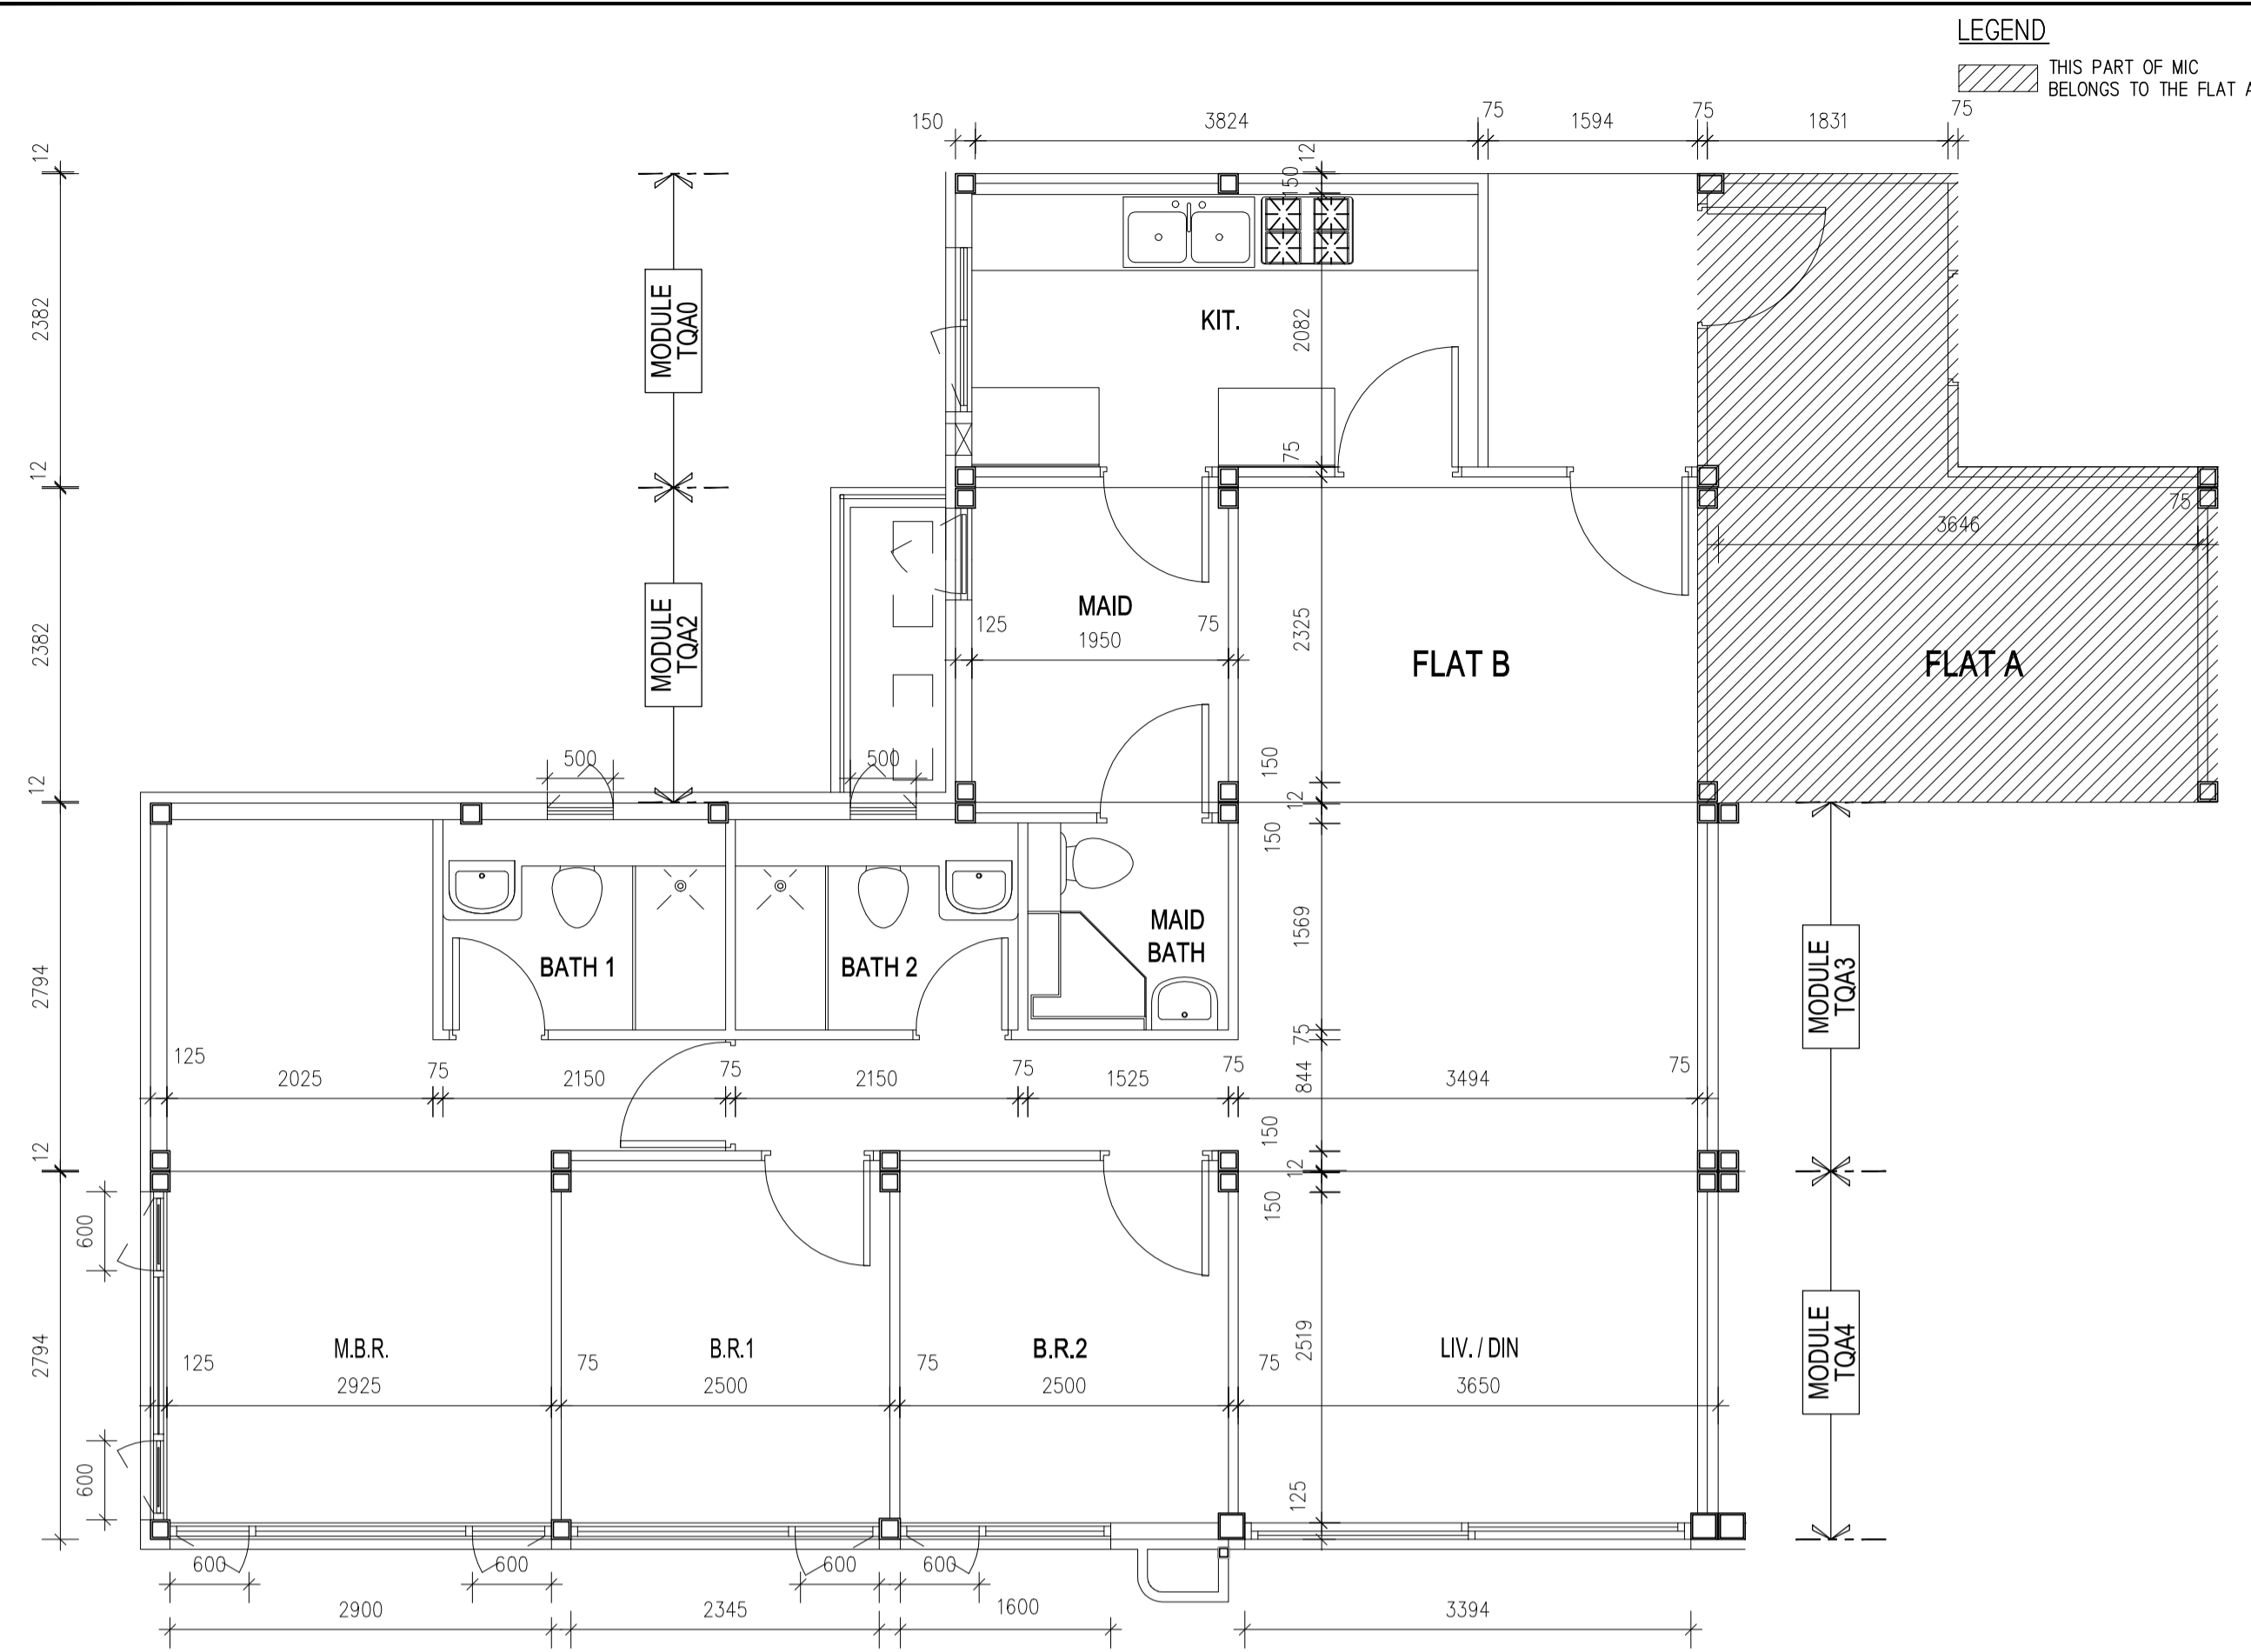 LEGEND
THIS PART OF MIC
BELONGS TO THE FLAT A
150
3824
75
1594
75
1831
75
12
12
150
MODULE
TQA0
2382
KIT.
2082
75
12
75
3646
MODULE
TQA2
2382
MAID
125
1950
75
2325
FLAT B
FLAT A
500
500
150
12
12
150
MAID
BATH
1569
BATH 1
BATH 2
MODULE
TQA3
2794
125
2025
75
2150
75
2150
75
1525
75
75
844
3494
75
12
150
12
150
600
M.B.R.
B.R.1
B.R.2
LIV. / DIN
MODULE
TQA4
2794
125
2925
75
2500
75
2500
75
2519
3650
600
125
600
600
600
600
2900
2345
1600
3394